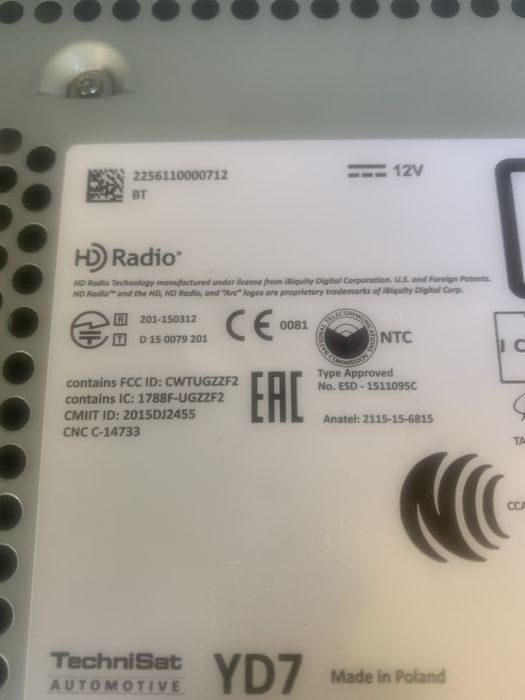 2256110000712
BT
12V
HD Radio®
HD Radio Technology manufactured under license from iBiquity Digital Corporation. U.S. and Foreign Patents.
HD Radio™ and the HD, HD Radio, and "Arc" logos are proprietary trademarks of iBiquity Digital Corp.
R 201-150312
T D 15 0079 201
CE 0081
NATIONAL TELECOMMUNICATIONS COMMISSION
NTC
Type Approved
No. ESD - 1511095C
contains FCC ID: CWTUGZZF2
contains IC: 1788F-UGZZF2
CMIIT ID: 2015DJ2455
CNC C-14733
EAC
Anatel: 2115-15-6815
I C
TA
CCA
TechniSat
AUTOMOTIVE
YD7
Made in Poland